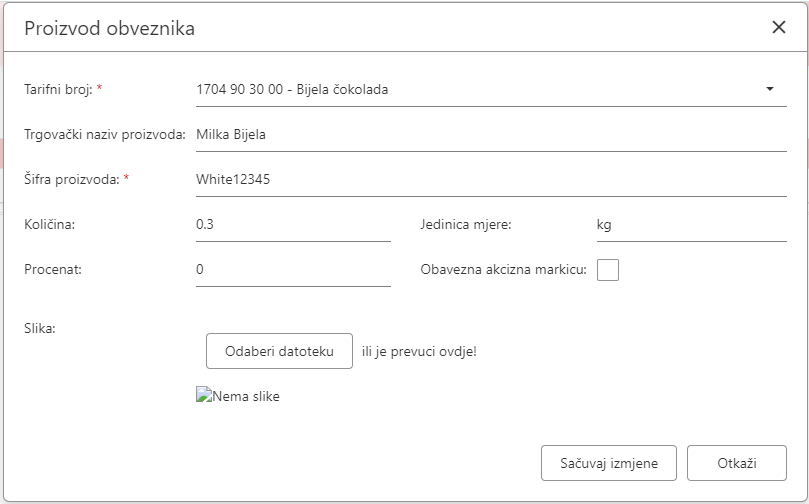 Proizvod obveznika
Tarifni broj: * 1704 90 30 00 - Bijela čokolada
Trgovački naziv proizvoda: Milka Bijela
Šifra proizvoda: * White12345
Količina: 0.3 Jedinica mjere: kg
Procenat: 0 Obavezna akcizna markicu:
Slika:
Odaberi datoteku ili je prevuci ovdje!
Nema slike
Sačuvaj izmjene Otkaži